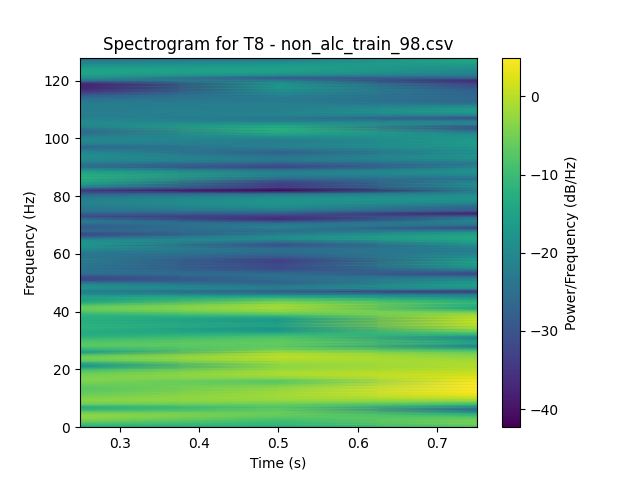 Spectrogram for T8 - non_alc_train_98.csv
120
100
80
60
40
20
0
Frequency (Hz)
0.3 0.4 0.5 0.6 0.7
Time (s)
0
−10
−20
−30
−40
Power/Frequency (dB/Hz)